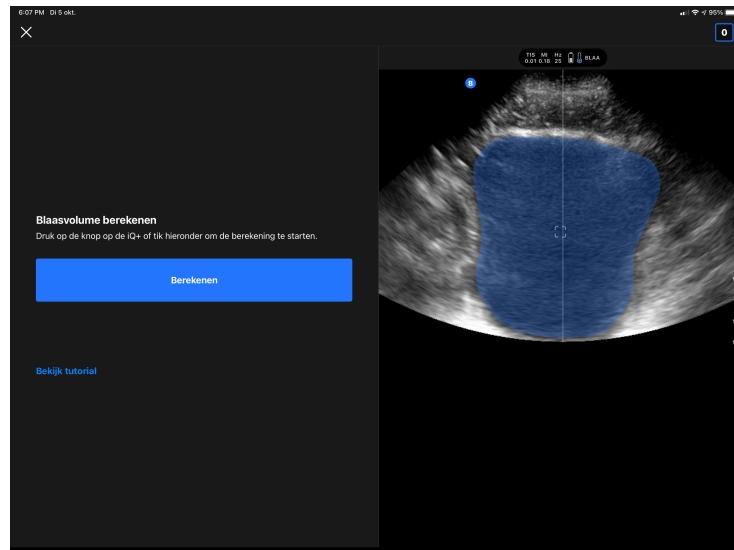 6:07 PM Di 5 okt.
95%
0
TIS MI Hz
0.01 0.18 25 BLAA
B
Blaasvolume berekenen
Druk op de knop op de iQ+ of tik hieronder om de berekening te starten.
Berekenen
Bekijk tutorial